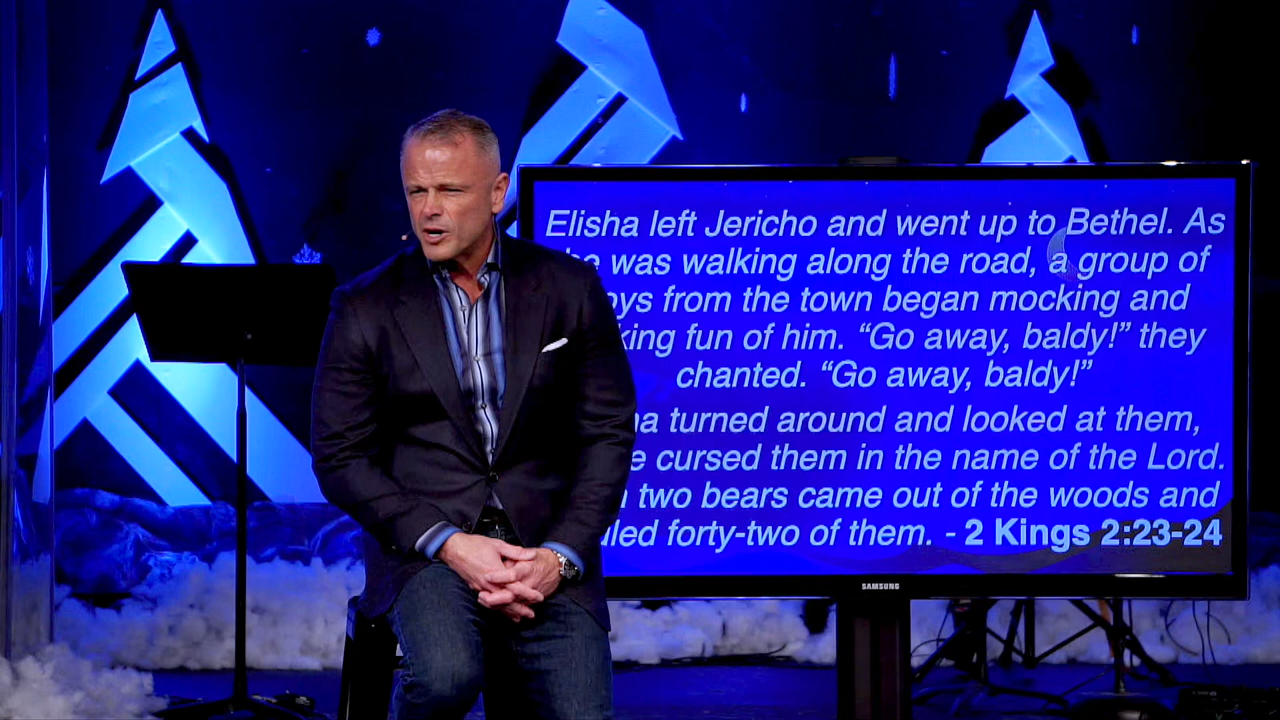 Elisha left Jericho and went up to Bethel. As
he was walking along the road, a group of
from the town began mocking and
fun of him. “Go away, baldy!” they
chanted. “Go away, baldy!”
turned around and looked at them,
cursed them in the name of the Lord.
two bears came out of the woods and
forty-two of them. - 2 Kings 2:23-24
SAMSUNG